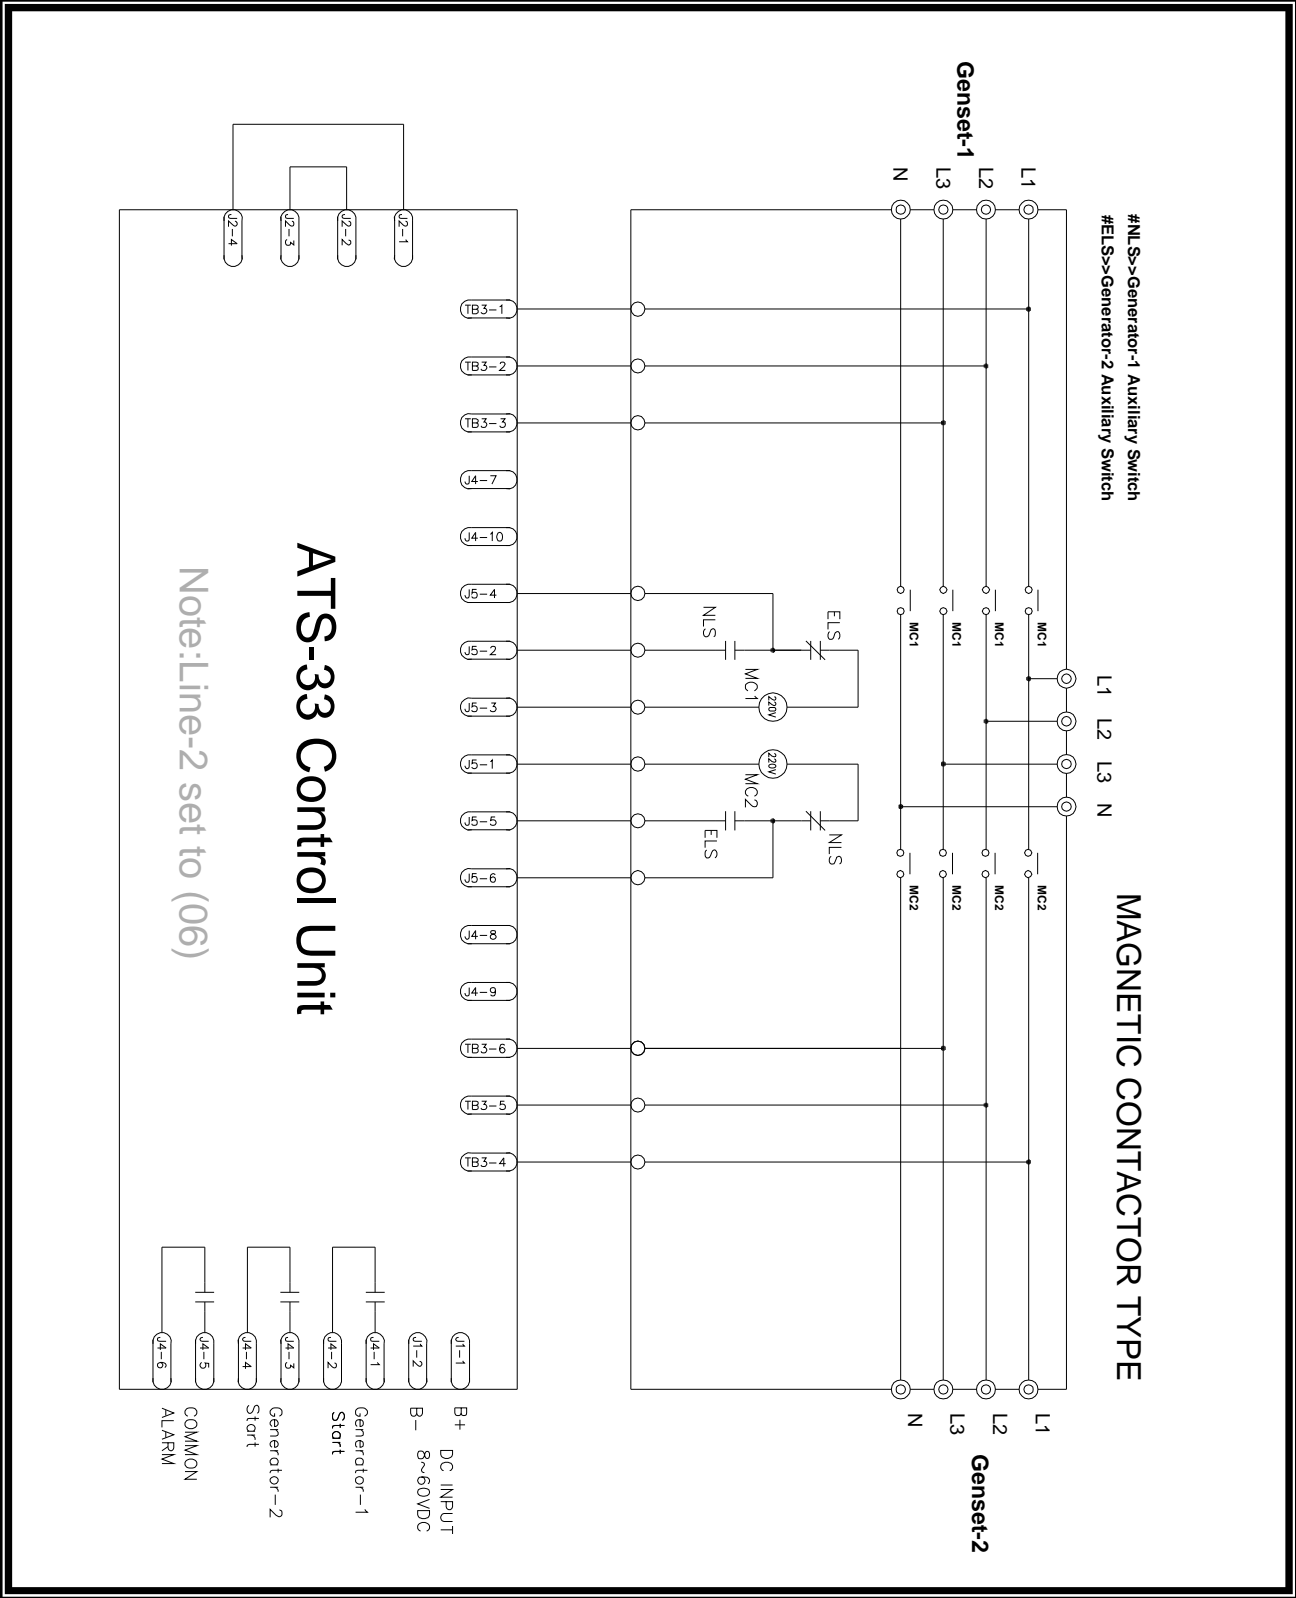 MAGNETIC CONTACTOR TYPE
#NLS>>Generator-1 Auxiliary Switch
#ELS>>Generator-2 Auxiliary Switch
Genset-1
L1
L2
L3
N
L1
L2
L3
N
MC1
MC1
MC1
MC1
MC2
MC2
MC2
MC2
L1
L2
L3
N
Genset-2
ELS
NLS
MC1
220V
220V
MC2
NLS
ELS
TB3-1
TB3-2
TB3-3
J4-7
J4-10
J5-4
J5-2
J5-3
J5-1
J5-5
J5-6
J4-8
J4-9
TB3-6
TB3-5
TB3-4
J2-1
J2-2
J2-3
J2-4
ATS-33 Control Unit
Note:Line-2 set to (06)
J1-1
J1-2
J4-1
J4-2
J4-3
J4-4
J4-5
J4-6
B+ DC INPUT
B- 8~60VDC
Generator-1
Start
Generator-2
Start
COMMON
ALARM